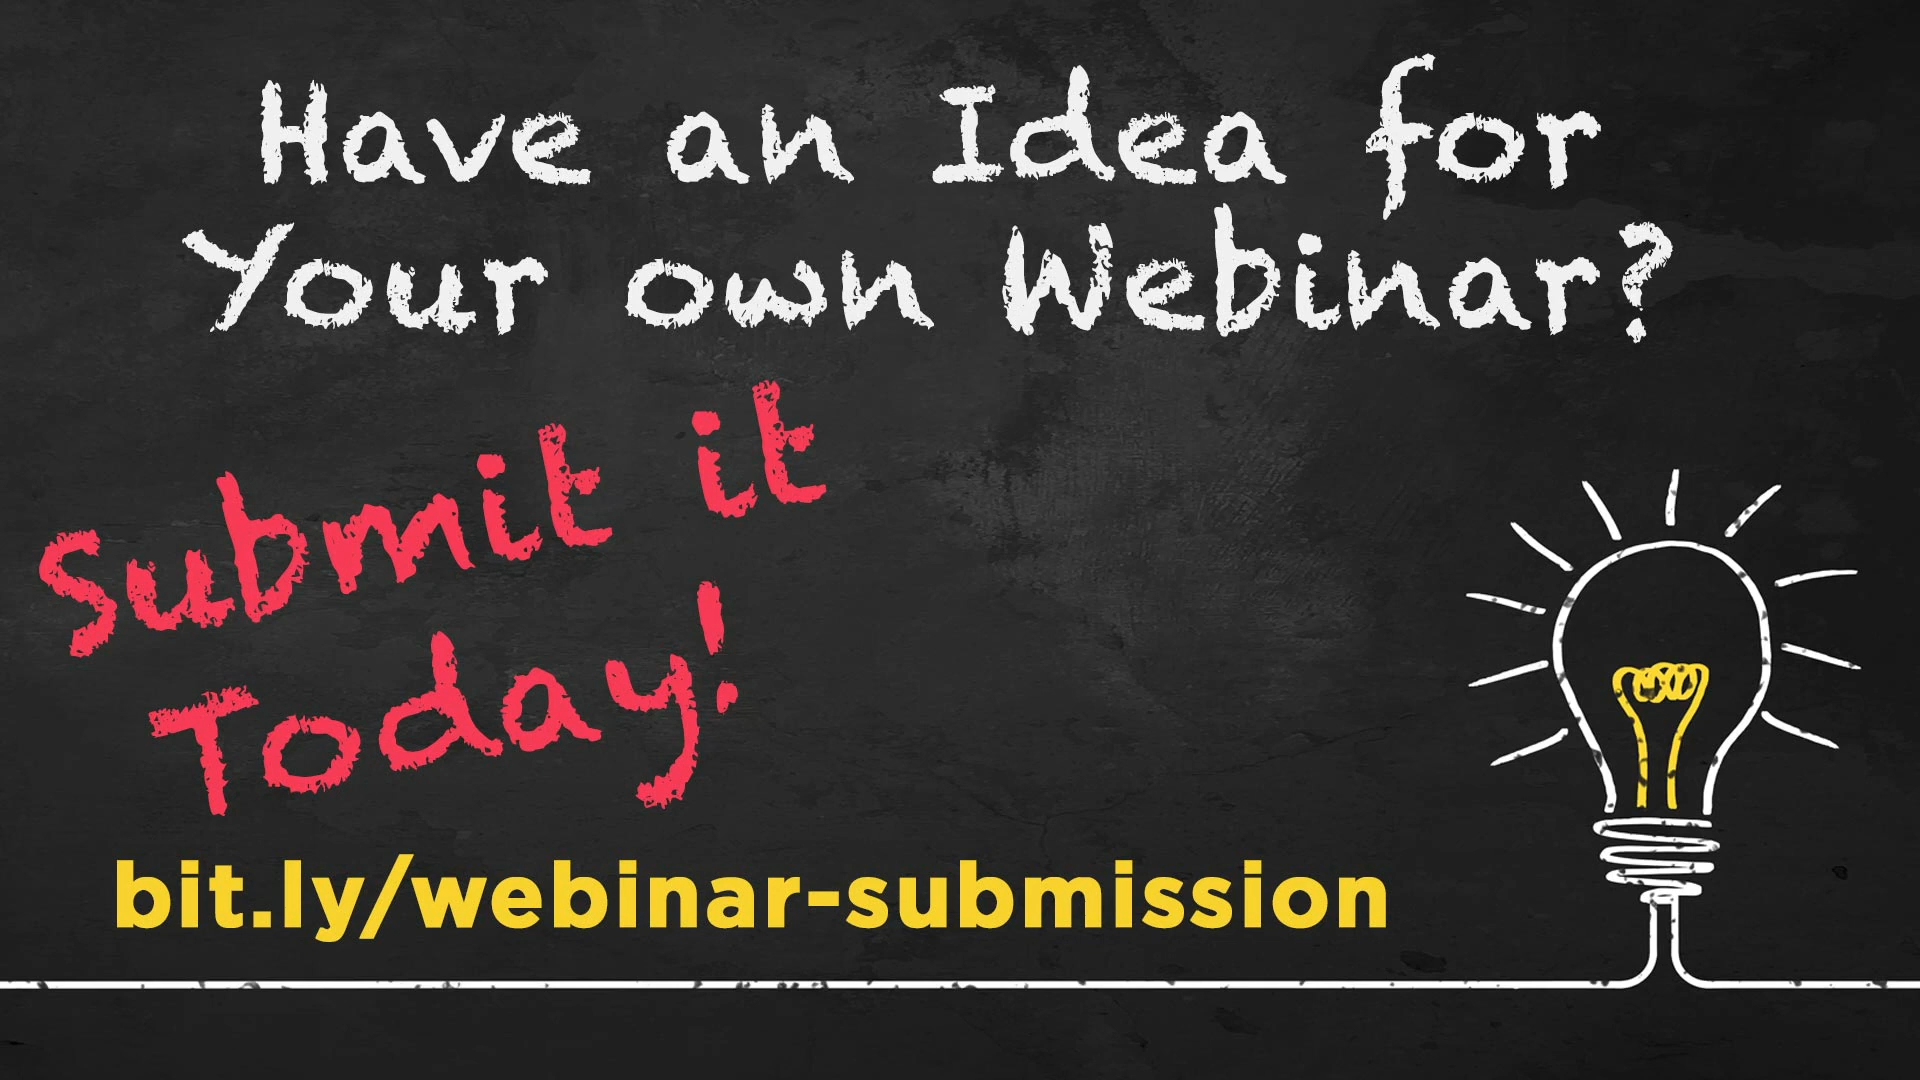 Have an Idea for
Your own Webinar?
Submit it
Today!
bit.ly/webinar-submission